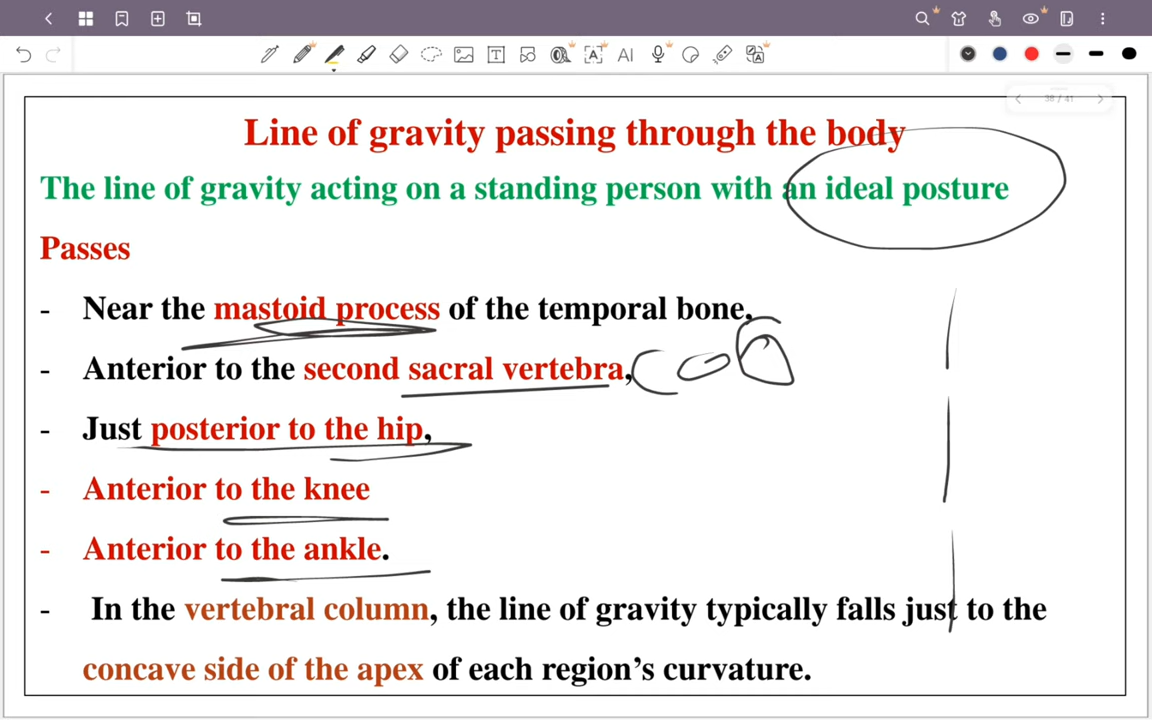 38 / 41
Line of gravity passing through the body
The line of gravity acting on a standing person with an ideal posture
Passes
- Near the mastoid process of the temporal bone,
- Anterior to the second sacral vertebra,
- Just posterior to the hip,
- Anterior to the knee
- Anterior to the ankle.
- In the vertebral column, the line of gravity typically falls just to the
concave side of the apex of each region’s curvature.